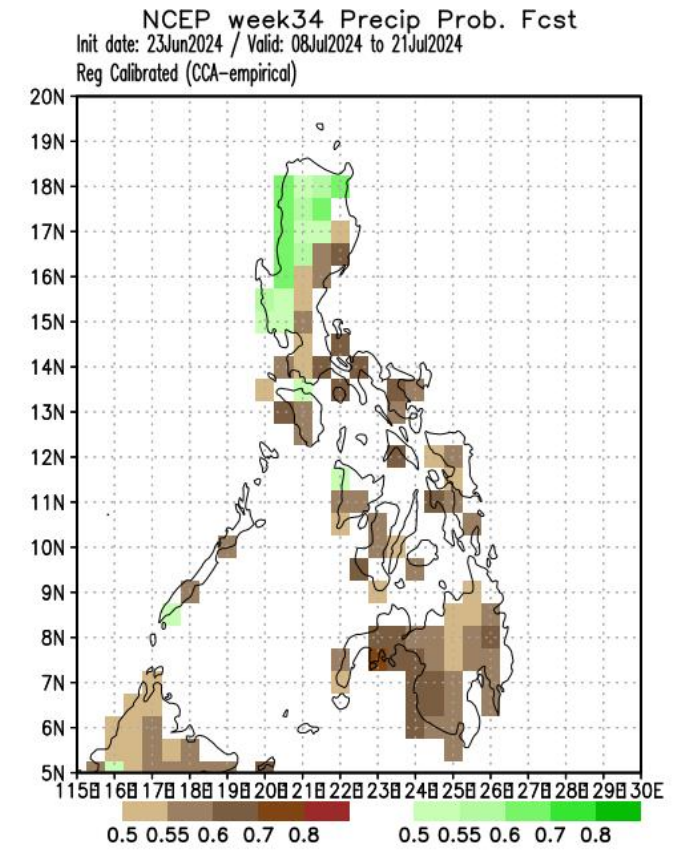 NCEP week34 Precip Prob. Fcst
Init date: 23Jun2024 / Valid: 08Jul2024 to 21Jul2024
Reg Calibrated (CCA-empirical)
20N
19N
18N
17N
16N
15N
14N
13N
12N
11N
10N
9N
8N
7N
6N
5N
115E 116E 117E 118E 119E 120E 121E 122E 123E 124E 125E 126E 127E 128E 129E 130E
0.5 0.55 0.6 0.7 0.8 0.5 0.55 0.6 0.7 0.8